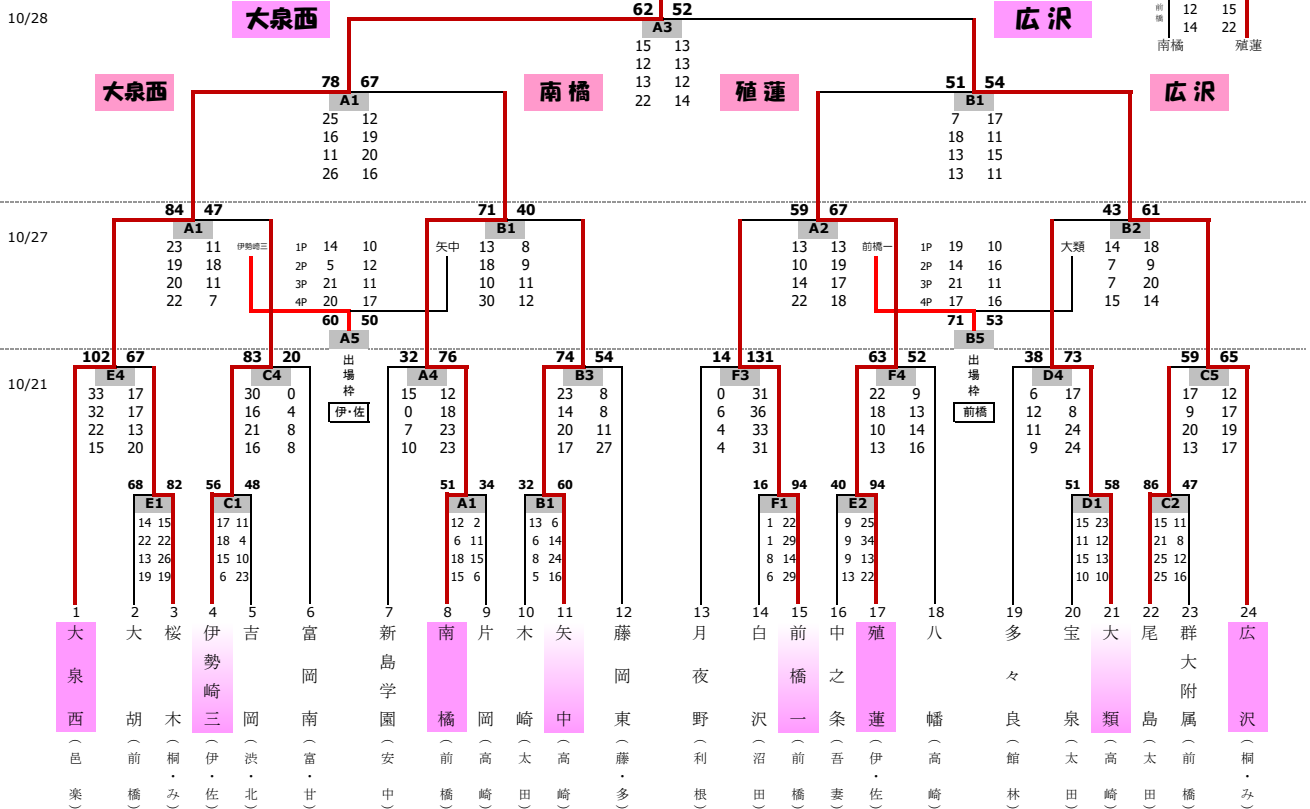 10/28
大泉西
62 52
広沢
前橋
12 15
14 22
南橘 殖蓮
A3
15 13
12 13
13 12
22 14
大泉西
78 67
南橘
殖蓮
51 54
広沢
A1
25 12
16 19
11 20
26 16
B1
7 17
18 11
13 15
13 11
10/27
84 47
A1
23 11
19 18
20 11
22 7
伊勢崎三
1P 14 10
2P 5 12
3P 21 11
4P 20 17
60 50
A5
出場枠
伊・佐
矢中
71 40
B1
13 8
18 9
10 11
30 12
59 67
A2
13 13
10 19
14 17
22 18
前橋一
1P 19 10
2P 14 16
3P 21 11
4P 17 16
71 53
B5
出場枠
前橋
大類
43 61
B2
14 18
7 9
7 20
15 14
10/21
102 67
E4
33 17
32 17
22 13
15 20
83 20
C4
30 0
16 4
21 8
16 8
32 76
A4
15 12
0 18
7 23
10 23
74 54
B3
23 8
14 8
20 11
17 27
14 131
F3
0 31
6 36
4 33
4 31
63 52
F4
22 9
18 13
10 14
13 16
38 73
D4
6 17
12 8
11 24
9 24
59 65
C5
17 12
9 17
20 19
13 17
68 82
E1
14 15
22 22
13 26
19 19
56 48
C1
17 11
18 4
15 10
6 23
51 34
A1
12 2
6 11
18 15
15 6
32 60
B1
13 6
6 14
8 24
5 16
16 94
F1
1 22
1 29
8 14
6 29
40 94
E2
9 25
9 34
9 13
13 22
51 58
D1
15 23
11 12
15 13
10 10
86 47
C2
15 11
21 8
25 12
25 16
1 大泉西（邑楽）
2 大胡（前橋）
3 桜木（桐・み）
4 伊勢崎三（伊・佐）
5 吉岡（渋・北）
6 富岡南（富・甘）
7 新島学園（安中）
8 南橘（前橋）
9 片岡（高崎）
10 木崎（太田）
11 矢中（高崎）
12 藤岡東（藤・多）
13 月夜野（利根）
14 白沢（沼田）
15 前橋一（前橋）
16 中之条（吾妻）
17 殖蓮（伊・佐）
18 八幡（高崎）
19 多々良（館林）
20 宝泉（太田）
21 大類（高崎）
22 尾島（太田）
23 群大附属（前橋）
24 広沢（桐・み）